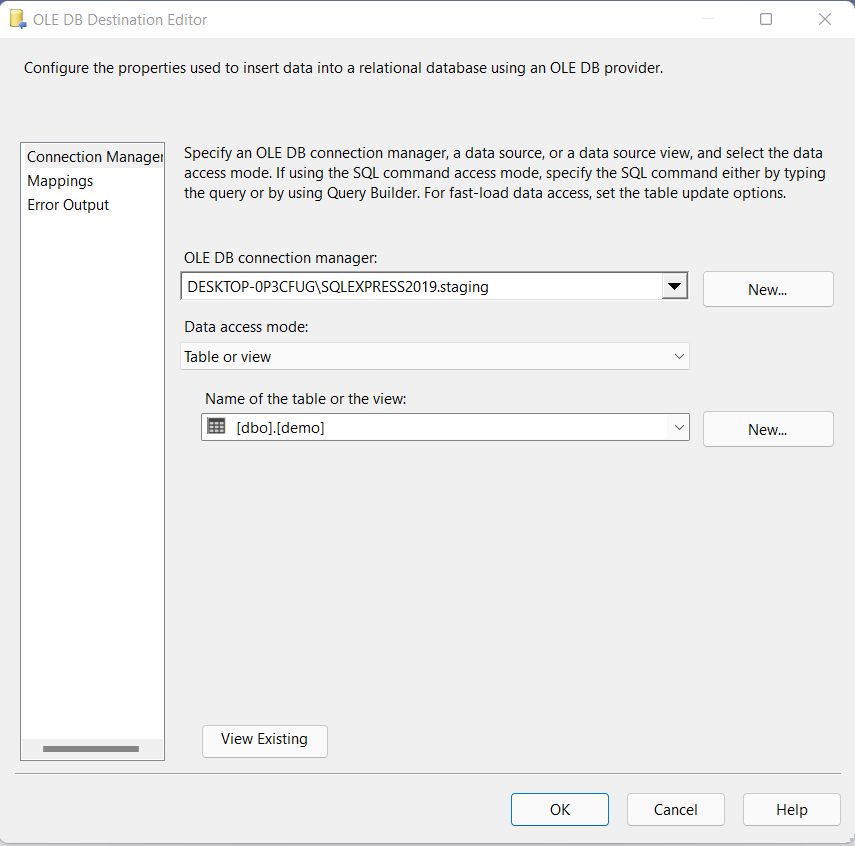 OLE DB Destination Editor
Configure the properties used to insert data into a relational database using an OLE DB provider.
Connection Manager
Mappings
Error Output
Specify an OLE DB connection manager, a data source, or a data source view, and select the data
access mode. If using the SQL command access mode, specify the SQL command either by typing
the query or by using Query Builder. For fast-load data access, set the table update options.
OLE DB connection manager:
DESKTOP-0P3CFUG\SQLEXPRESS2019.staging
New...
Data access mode:
Table or view
Name of the table or the view:
[dbo].[demo]
New...
View Existing
OK
Cancel
Help